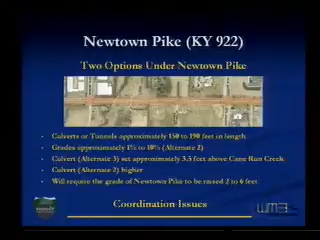 Newtown Pike (KY 922)
Two Options Under Newtown Pike
- Culverts or Tunnels approximately 150 to 190 feet in length
- Grades approximately 1% to 10% (Alternate 2)
- Culvert (Alternate 3) set approximately 3.5 feet above Cane Run Creek
- Culvert (Alternate 2) higher
- Will require the grade of Newtown Pike to be raised 2 to 6 feet
Coordination Issues